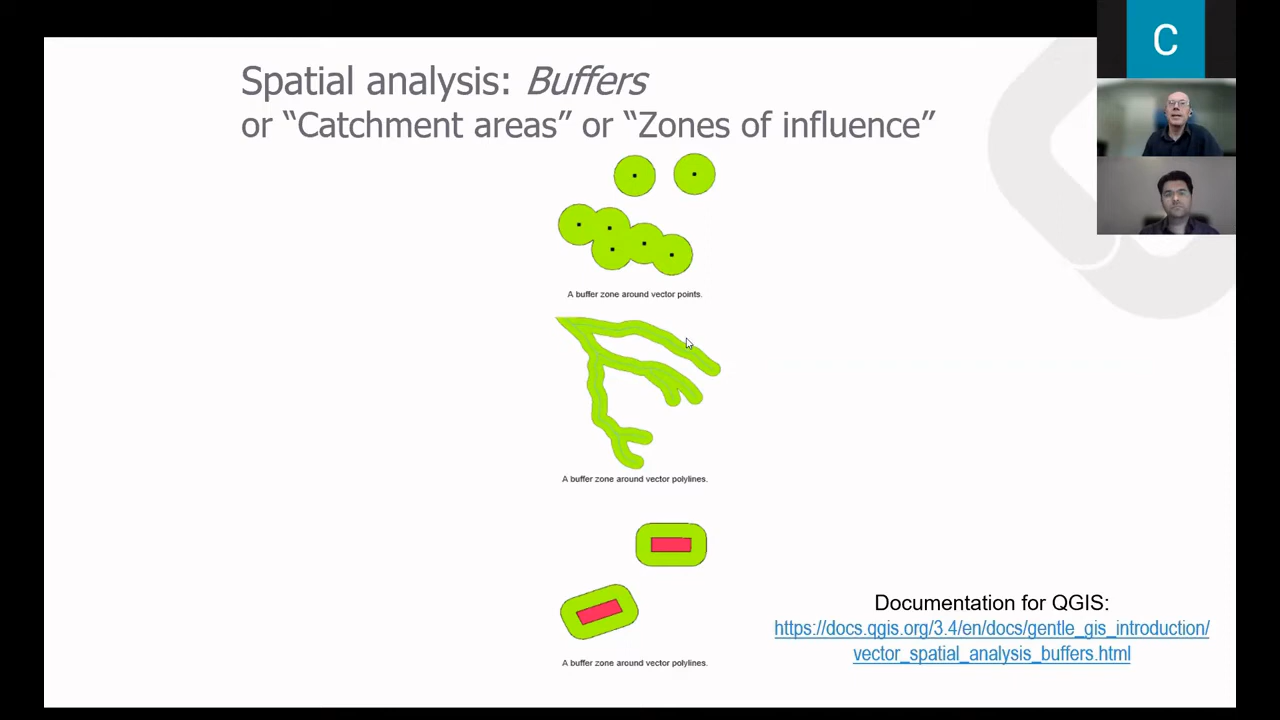 Spatial analysis: Buffers
or “Catchment areas” or “Zones of influence”
C
A buffer zone around vector points.
A buffer zone around vector polylines.
A buffer zone around vector polylines.
Documentation for QGIS:
https://docs.qgis.org/3.4/en/docs/gentle_gis_introduction/
vector_spatial_analysis_buffers.html